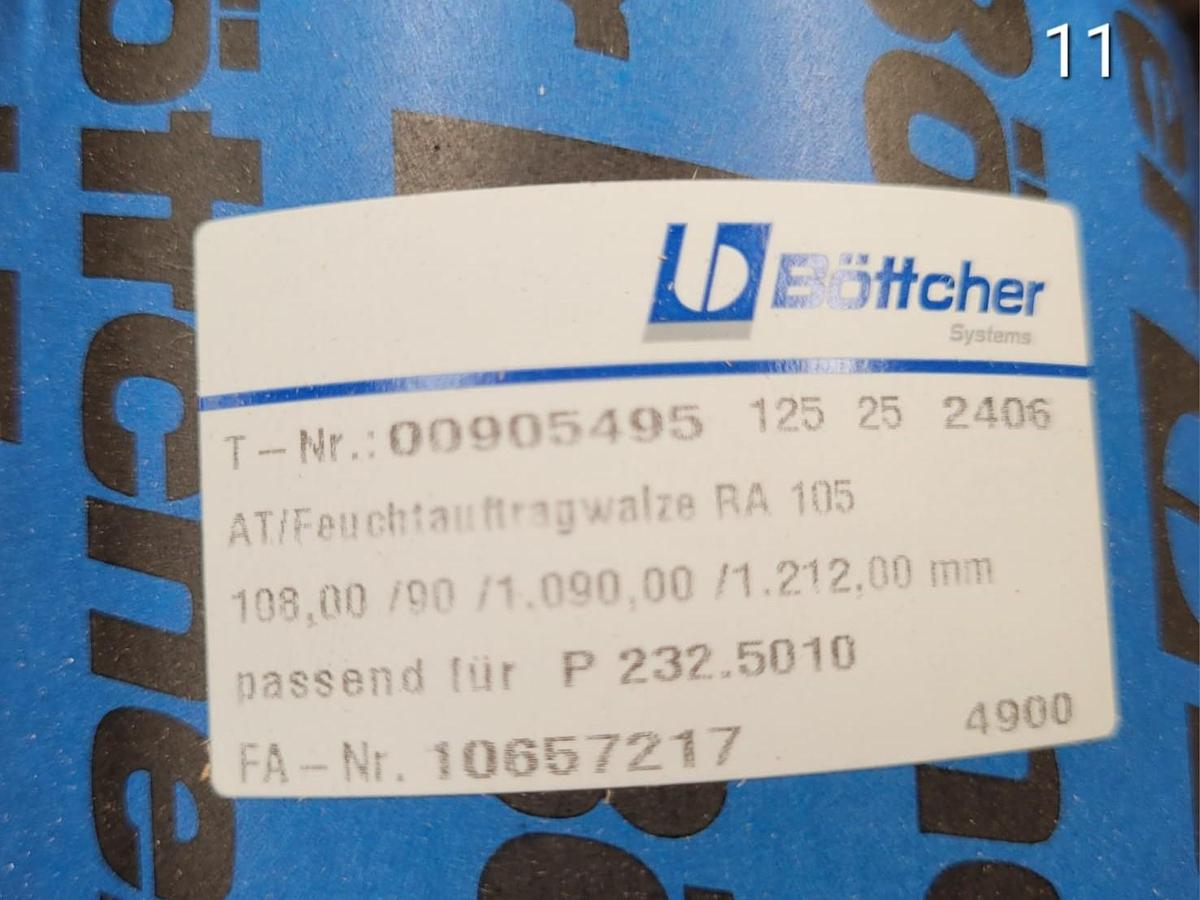 11
Böttcher
Systems
T-Nr.: 00905495 125 25 2406
AT/Feuchtauftragwalze RA 105
108,00 /90 /1.090,00 /1.212,00 mm
passend für P 232.5010
4900
FA-Nr. 10657217